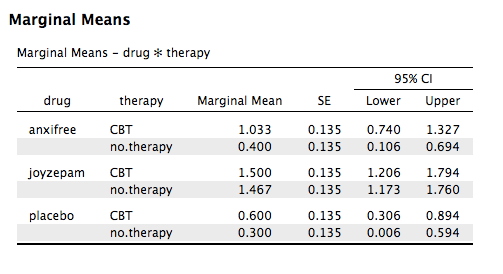 Marginal Means
Marginal Means - drug ✻ therapy
95% CI
drug therapy Marginal Mean SE Lower Upper
anxifree CBT 1.033 0.135 0.740 1.327
no.therapy 0.400 0.135 0.106 0.694
joyzepam CBT 1.500 0.135 1.206 1.794
no.therapy 1.467 0.135 1.173 1.760
placebo CBT 0.600 0.135 0.306 0.894
no.therapy 0.300 0.135 0.006 0.594